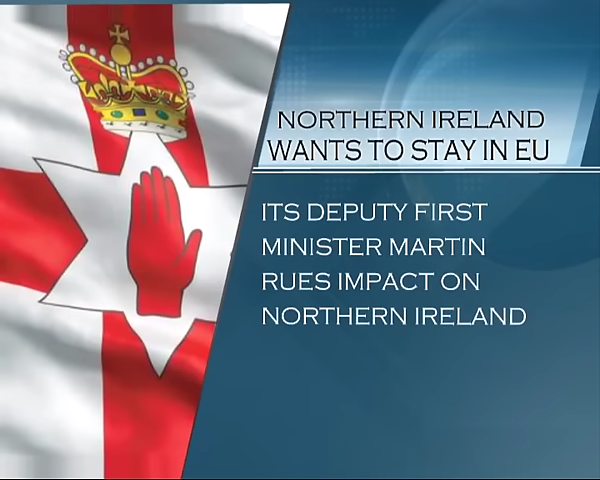 NORTHERN IRELAND
WANTS TO STAY IN EU
ITS DEPUTY FIRST
MINISTER MARTIN
RUES IMPACT ON
NORTHERN IRELAND